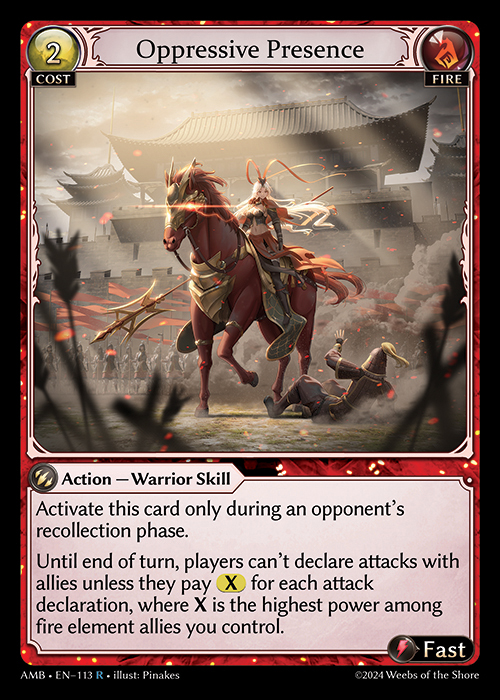 2
Oppressive Presence
COST
FIRE
Action — Warrior Skill
Activate this card only during an opponent's
recollection phase.
Until end of turn, players can't declare attacks with
allies unless they pay X for each attack
declaration, where X is the highest power among
fire element allies you control.
Fast
AMB • EN–113 R • illust: Pinakes
©2024 Weebs of the Shore